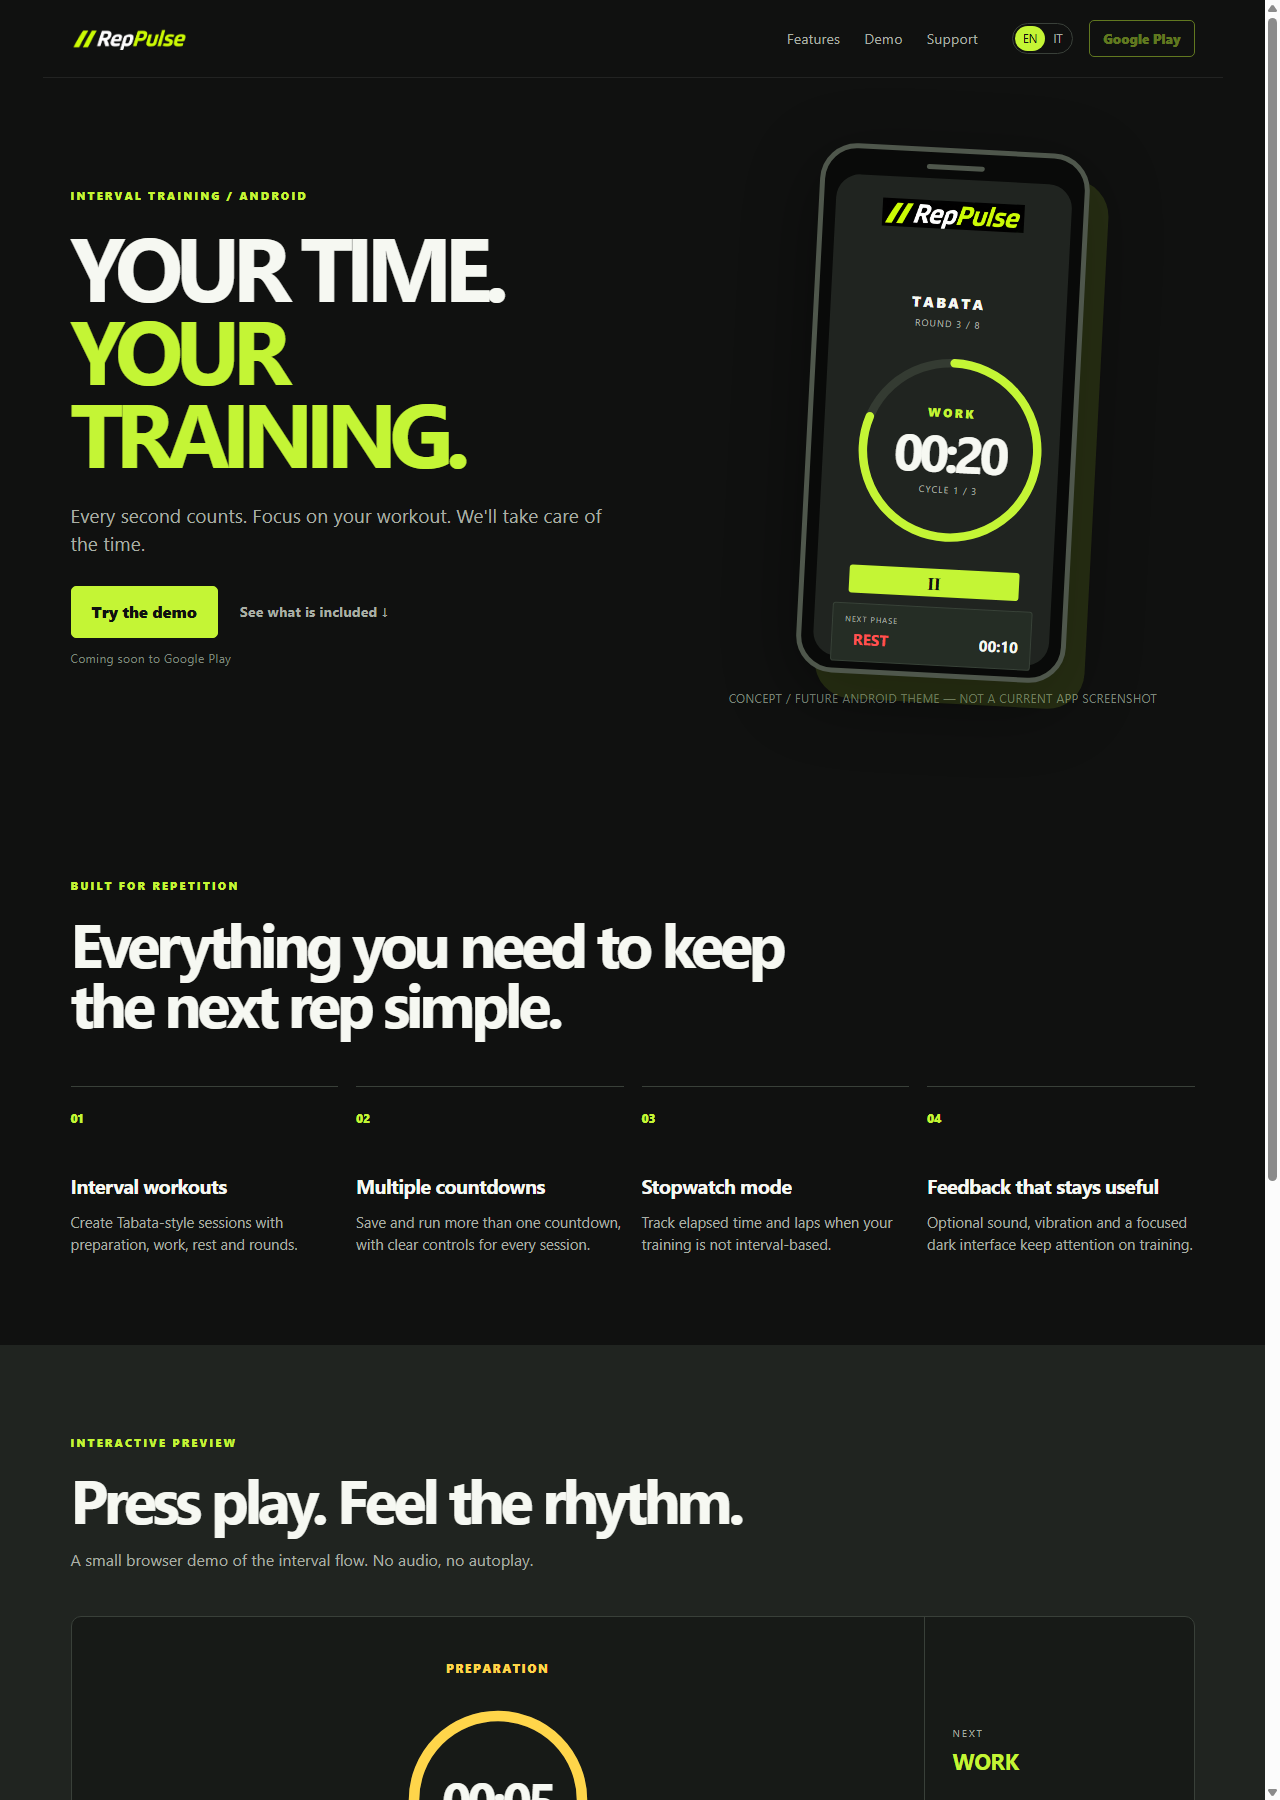 //RepPulse
Features
Demo
Support
EN
IT
Google Play
INTERVAL TRAINING / ANDROID
YOUR TIME.
YOUR
TRAINING.
Every second counts. Focus on your workout. We'll take care of
the time.
Try the demo
See what is included ↓
Coming soon to Google Play
//RepPulse
TABATA
ROUND 3 / 8
WORK
00:20
CYCLE 1 / 3
II
NEXT PHASE
REST
00:10
CONCEPT / FUTURE ANDROID THEME — NOT A CURRENT APP SCREENSHOT
BUILT FOR REPETITION
Everything you need to keep
the next rep simple.
01
Interval workouts
Create Tabata-style sessions with
preparation, work, rest and rounds.
02
Multiple countdowns
Save and run more than one countdown,
with clear controls for every session.
03
Stopwatch mode
Track elapsed time and laps when your
training is not interval-based.
04
Feedback that stays useful
Optional sound, vibration and a focused
dark interface keep attention on training.
INTERACTIVE PREVIEW
Press play. Feel the rhythm.
A small browser demo of the interval flow. No audio, no autoplay.
PREPARATION
00:05
NEXT
WORK